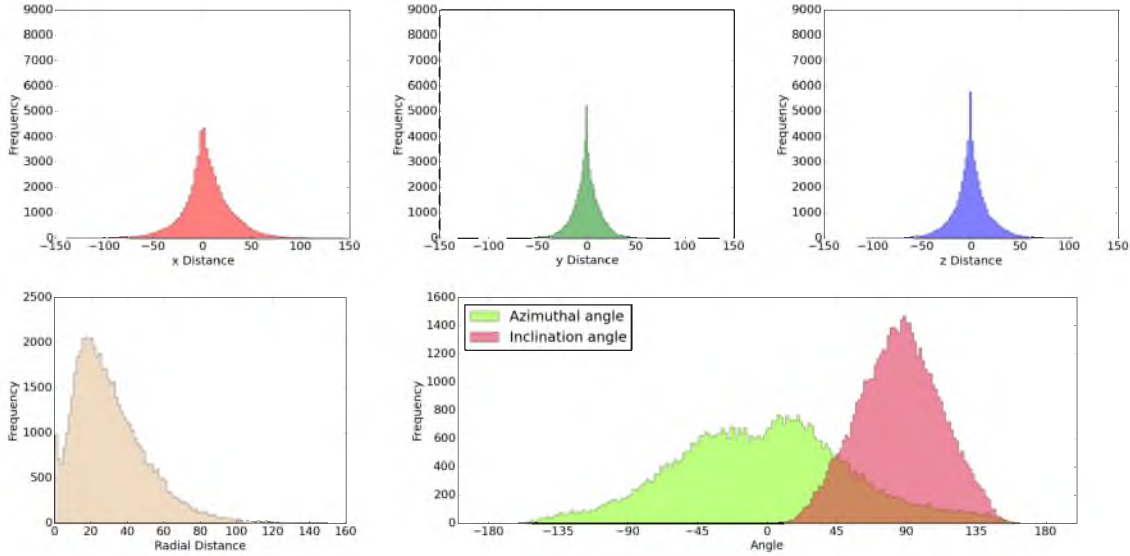 9000
8000
7000
6000
5000
4000
3000
2000
1000
0
Frequency
−150 −100 −50 0 50 100 150
x Distance
9000
8000
7000
6000
5000
4000
3000
2000
1000
0
Frequency
−150 −100 −50 0 50 100 150
y Distance
9000
8000
7000
6000
5000
4000
3000
2000
1000
0
Frequency
−150 −100 −50 0 50 100 150
z Distance
2500
2000
1500
1000
500
0
Frequency
0 20 40 60 80 100 120 140 160
Radial Distance
1600
1400
1200
1000
800
600
400
200
0
Frequency
Azimuthal angle
Inclination angle
−180 −135 −90 −45 0 45 90 135 180
Angle